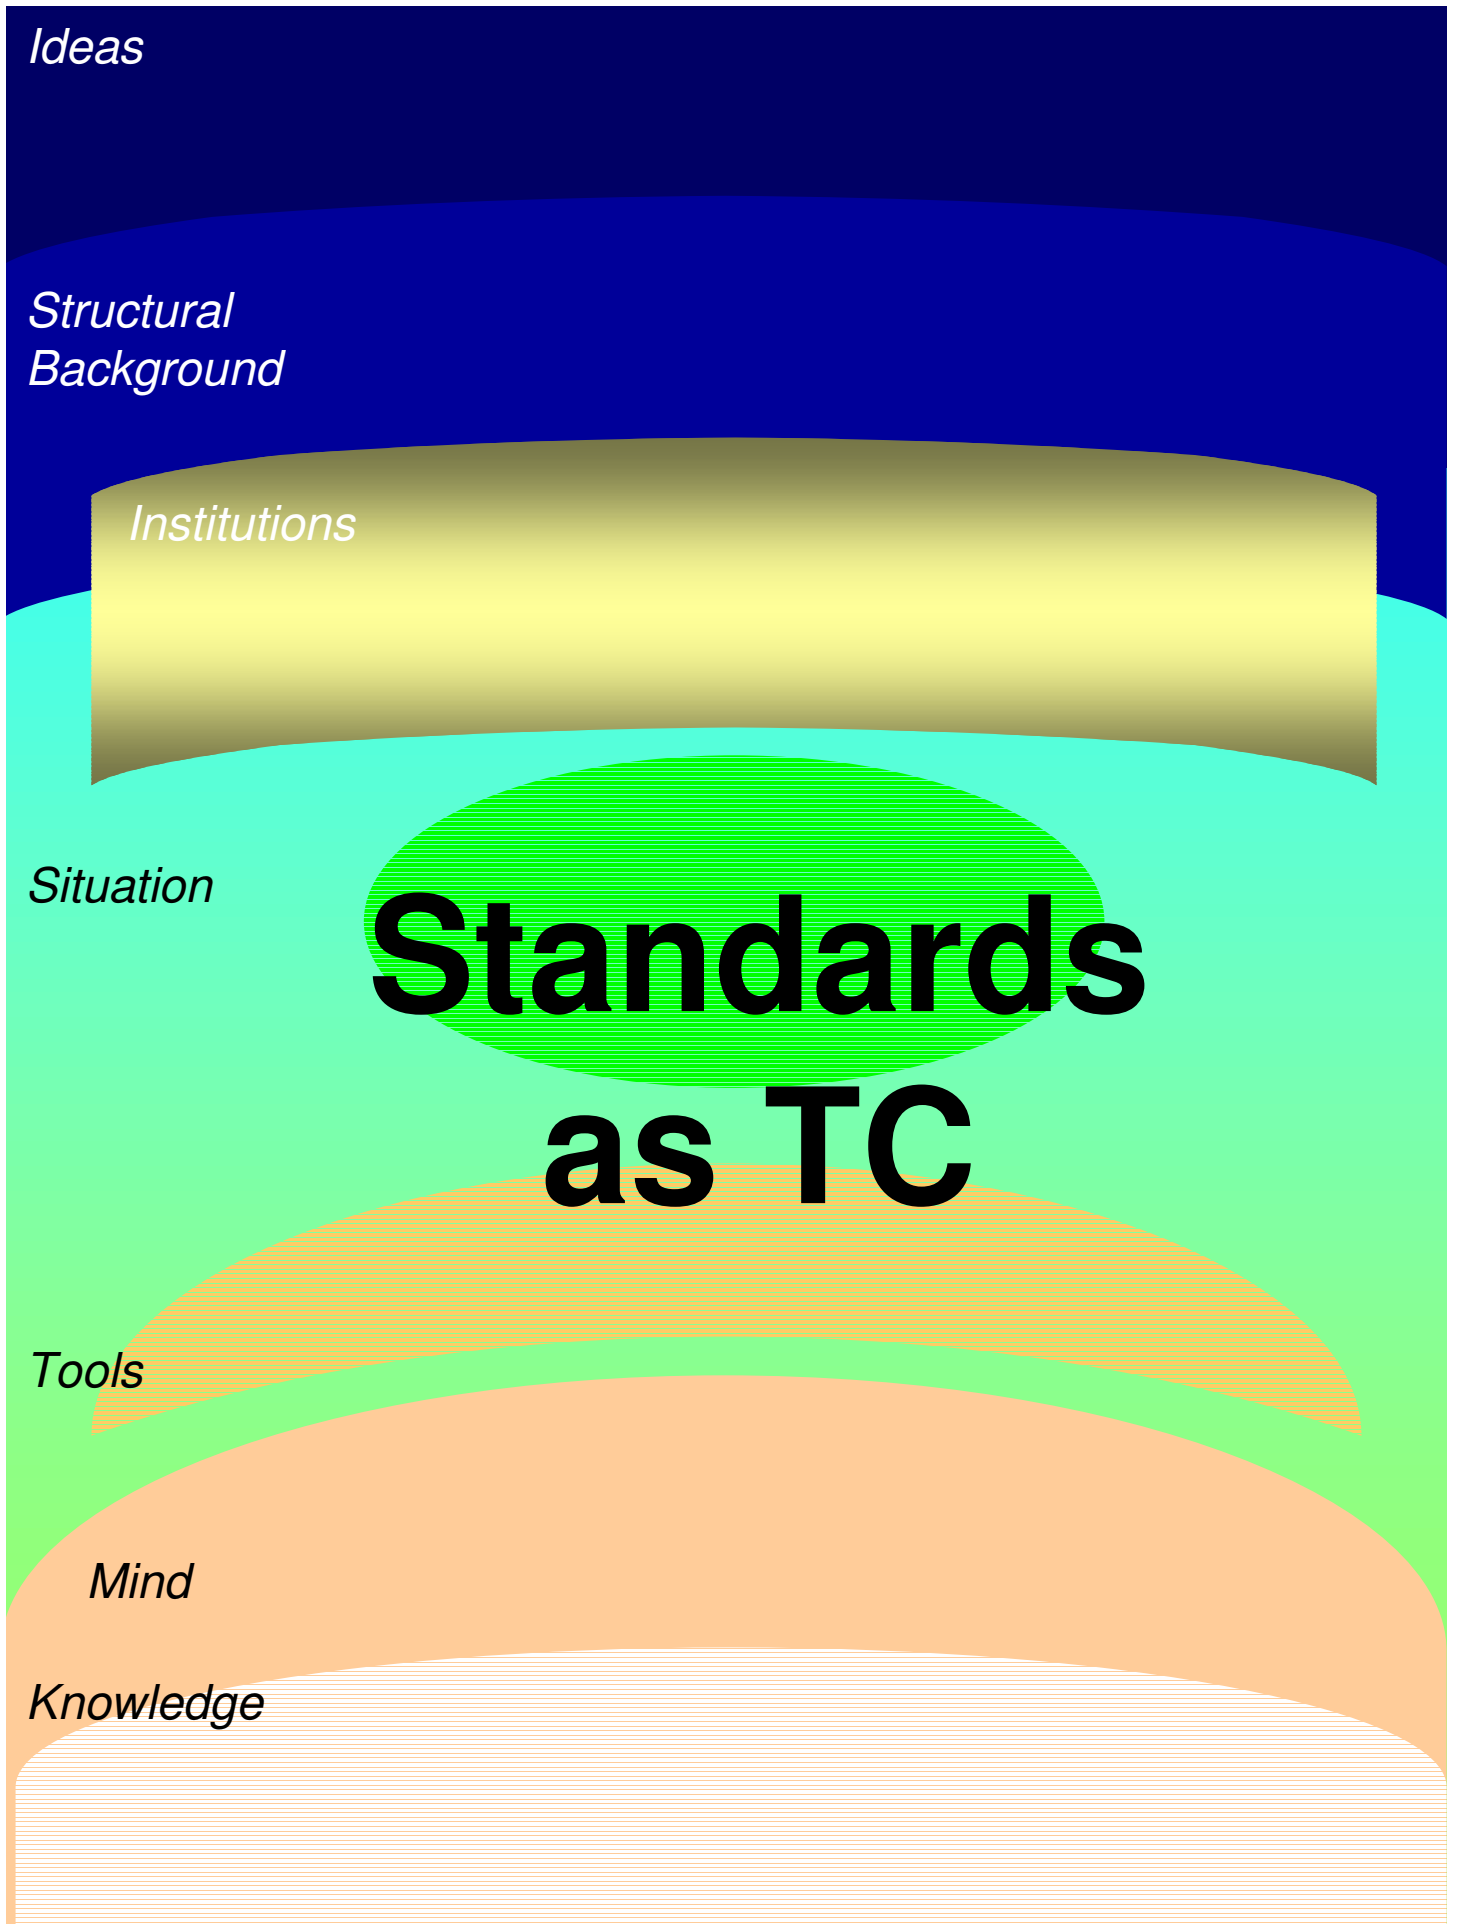 Ideas
Structural
Background
Institutions
Situation
Standards
as TC
Tools
Mind
Knowledge